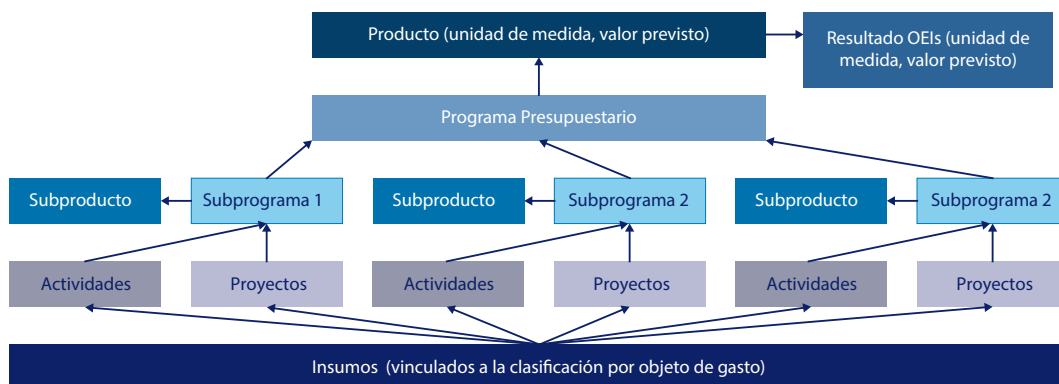 Producto (unidad de medida, valor previsto)
Resultado OEIs (unidad de
medida, valor previsto)
Programa Presupuestario
Subproducto
Subprograma 1
Subproducto
Subprograma 2
Subproducto
Subprograma 2
Actividades
Proyectos
Actividades
Proyectos
Actividades
Proyectos
Insumos (vinculados a la clasificación por objeto de gasto)